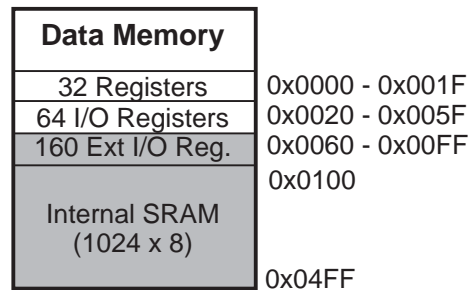 Data Memory
32 Registers 0x0000 - 0x001F
64 I/O Registers 0x0020 - 0x005F
160 Ext I/O Reg. 0x0060 - 0x00FF
0x0100
Internal SRAM
(1024 x 8)
0x04FF